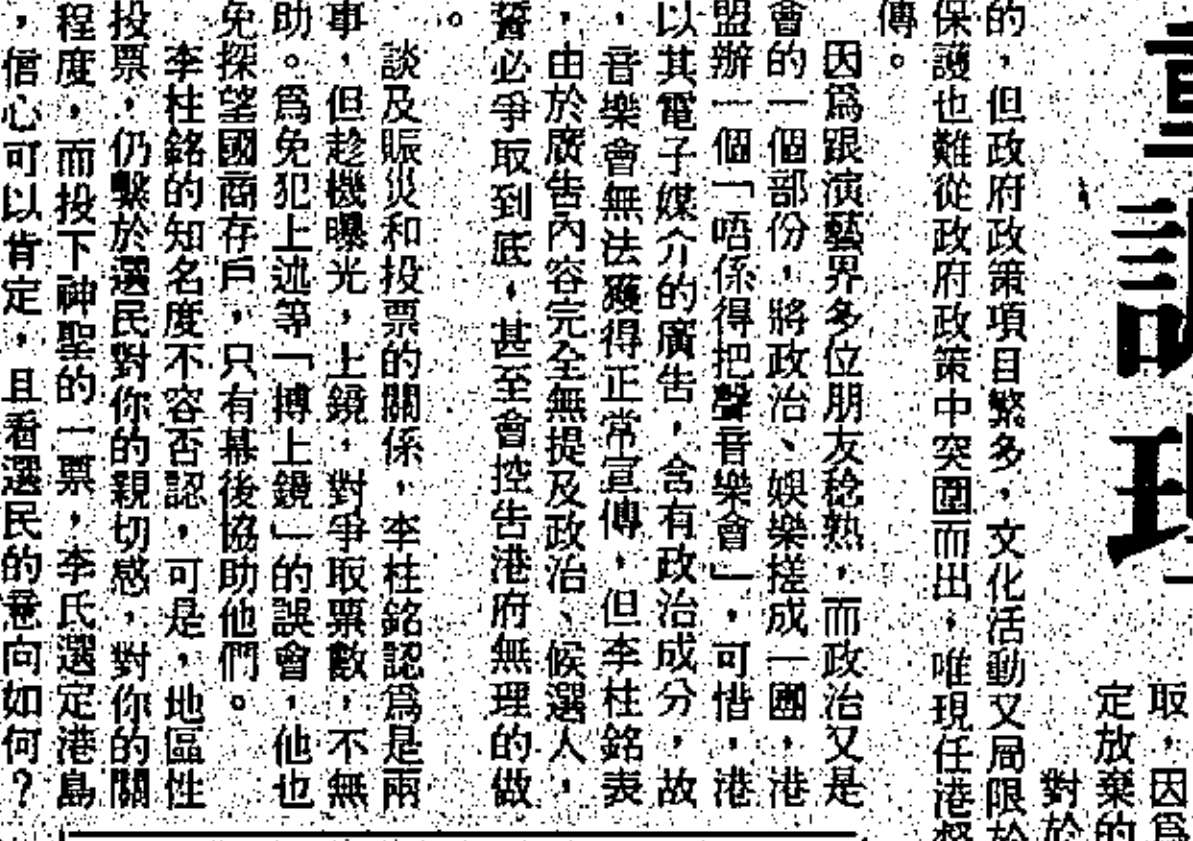 取，因爲
定放棄的
對於
的，但政府政策項目繁多，文化活動又局限於
保護也難從政府政策中突圍而出，唯現任港督
傳。
因爲跟演藝界多位朋友稔熟，而政治又是
會的一個部份，將政治、娛樂搓成一團，港
盟辦一個「唔係得把聲音樂會」，可惜，港
以其電子媒介的廣告，含有政治成分，故
，音樂會無法獲得正常宣傳，但李柱銘表
，由於廣告內容完全無提及政治、候選人，
誓必爭取到底，甚至會控告港府無理的做
。
談及賑災和投票的關係，李柱銘認爲是兩
事，但趁機曝光，上鏡，對爭取票數，不無
助。爲免犯上述等「搏上鏡」的誤會，他也
免探望國商存戶，只有幕後協助他們。
李柱銘的知名度不容否認，可是，地區性
投票，仍繫於選民對你的親切感，對你的關
程度，而投下神聖的一票，李氏選定港島
，信心可以肯定，且看選民的意向如何？